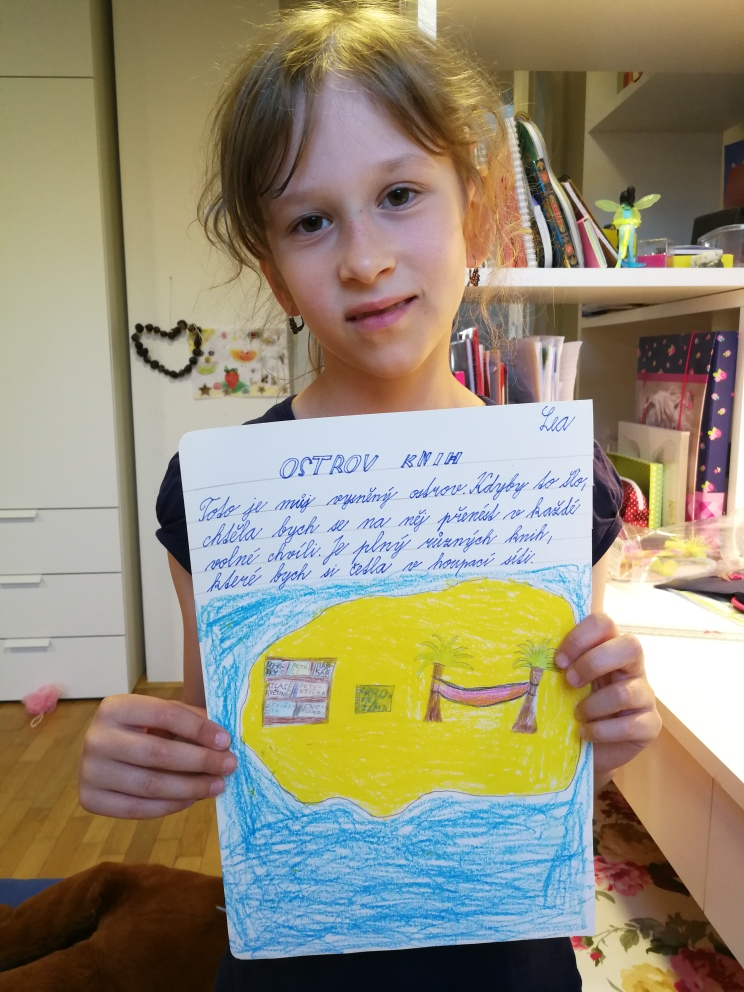 Lea
OSTROV KNIH
Toto je můj vysněný ostrov. Kdyby to šlo,
chtěla bych se na něj přenést v každé
volné chvíli. Je plný různých knih,
které bych si četla v houpací síti.
ATLAS